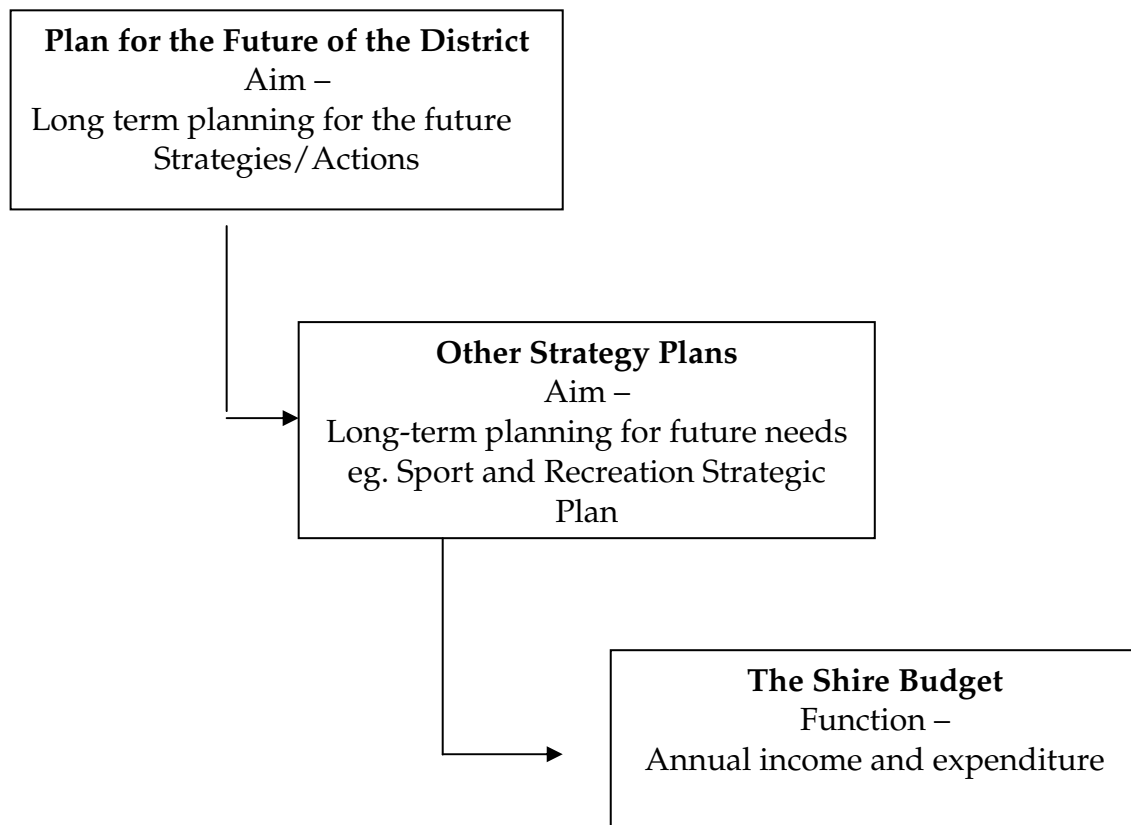 Plan for the Future of the District
Aim –
Long term planning for the future
Strategies/Actions
Other Strategy Plans
Aim –
Long-term planning for future needs
eg. Sport and Recreation Strategic
Plan
The Shire Budget
Function –
Annual income and expenditure